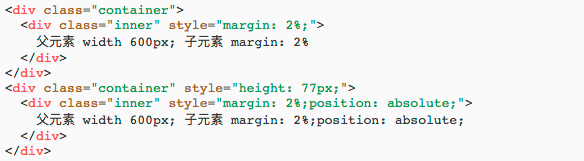 <div class="container">
  <div class="inner" style="margin: 2%;">
    父元素 width 600px; 子元素 margin: 2%
  </div>
</div>
<div class="container" style="height: 77px;">
  <div class="inner" style="margin: 2%;position: absolute;">
    父元素 width 600px; 子元素 margin: 2%;position: absolute;
  </div>
</div>